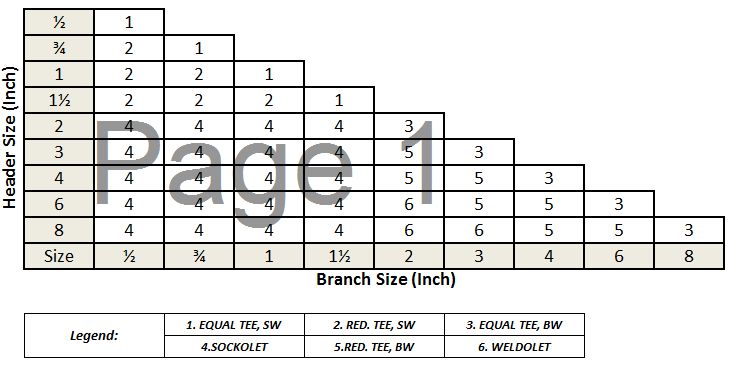 ½ 1
¾ 2 1
1 2 2 1
1½ 2 2 2 1
2 4 4 4 4 3
3 4 4 4 4 5 3
4 4 4 4 4 5 5 3
6 4 4 4 4 6 5 5 3
8 4 4 4 4 6 6 5 5 3
Size ½ ¾ 1 1½ 2 3 4 6 8
Header Size (Inch)
Branch Size (Inch)
Page 1
Legend: 1. EQUAL TEE, SW 2. RED. TEE, SW 3. EQUAL TEE, BW
4.SOCKOLET 5.RED. TEE, BW 6. WELDOLET